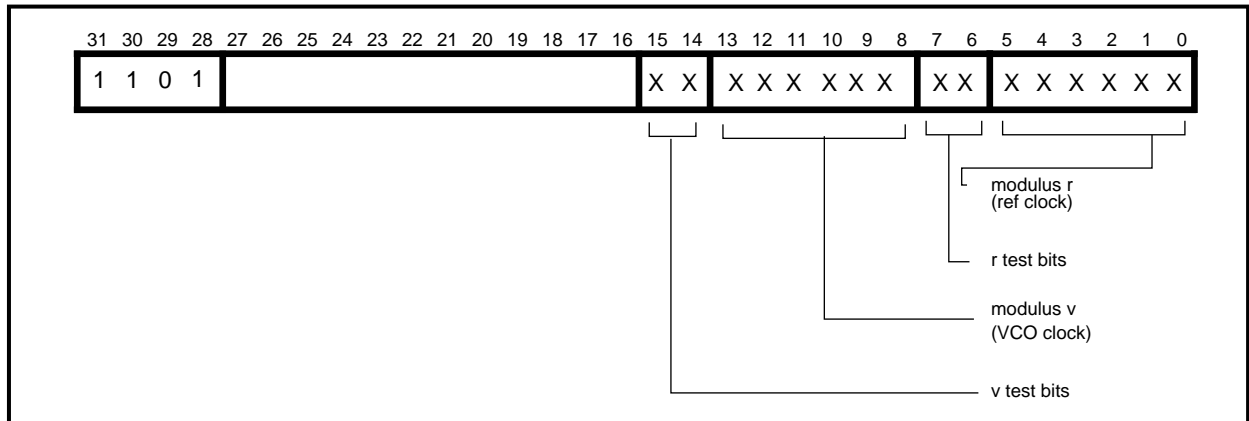 31 30 29 28 27 26 25 24 23 22 21 20 19 18 17 16 15 14 13 12 11 10 9 8 7 6 5 4 3 2 1 0
1 1 0 1 X X X X X X X X X X X X X X X X
modulus r
(ref clock)
r test bits
modulus v
(VCO clock)
v test bits